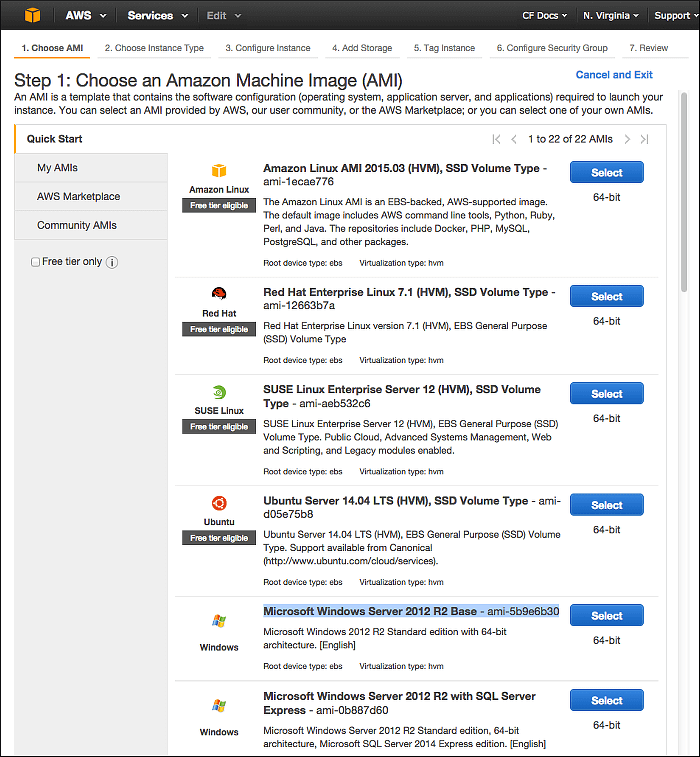 AWS Services Edit CF Docs N. Virginia Support
1. Choose AMI 2. Choose Instance Type 3. Configure Instance 4. Add Storage 5. Tag Instance 6. Configure Security Group 7. Review
Step 1: Choose an Amazon Machine Image (AMI)
Cancel and Exit
An AMI is a template that contains the software configuration (operating system, application server, and applications) required to launch your
instance. You can select an AMI provided by AWS, our user community, or the AWS Marketplace; or you can select one of your own AMIs.
Quick Start
My AMIs
AWS Marketplace
Community AMIs
Free tier only
1 to 22 of 22 AMIs
Amazon Linux
Free tier eligible
Amazon Linux AMI 2015.03 (HVM), SSD Volume Type -
ami-1ecae776
The Amazon Linux AMI is an EBS-backed, AWS-supported image.
The default image includes AWS command line tools, Python, Ruby,
Perl, and Java. The repositories include Docker, PHP, MySQL,
PostgreSQL, and other packages.
Root device type: ebs Virtualization type: hvm
Select
64-bit
Red Hat
Free tier eligible
Red Hat Enterprise Linux 7.1 (HVM), SSD Volume Type -
ami-12663b7a
Red Hat Enterprise Linux version 7.1 (HVM), EBS General Purpose
(SSD) Volume Type
Root device type: ebs Virtualization type: hvm
Select
64-bit
SUSE Linux
Free tier eligible
SUSE Linux Enterprise Server 12 (HVM), SSD Volume
Type - ami-aeb532c6
SUSE Linux Enterprise Server 12 (HVM), EBS General Purpose (SSD)
Volume Type. Public Cloud, Advanced Systems Management, Web
and Scripting, and Legacy modules enabled.
Root device type: ebs Virtualization type: hvm
Select
64-bit
Ubuntu
Free tier eligible
Ubuntu Server 14.04 LTS (HVM), SSD Volume Type - ami-
d05e75b8
Ubuntu Server 14.04 LTS (HVM), EBS General Purpose (SSD) Volume
Type. Support available from Canonical
(http://www.ubuntu.com/cloud/services).
Root device type: ebs Virtualization type: hvm
Select
64-bit
Windows
Microsoft Windows Server 2012 R2 Base - ami-5b9e6b30
Microsoft Windows 2012 R2 Standard edition with 64-bit
architecture. [English]
Root device type: ebs Virtualization type: hvm
Select
64-bit
Windows
Microsoft Windows Server 2012 R2 with SQL Server
Express - ami-0b887d60
Microsoft Windows Server 2012 R2 Standard edition, 64-bit
architecture, Microsoft SQL Server 2014 Express edition. [English]
Select
64-bit